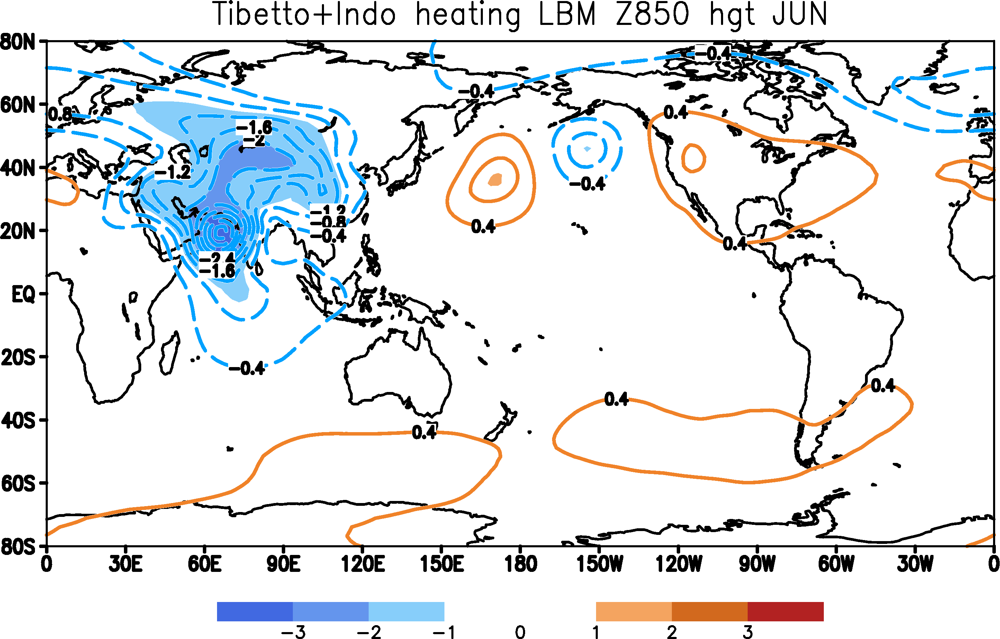 Tibetto+Indo heating LBM Z850 hgt JUN
80N
-0.4
-0.4
60N
0.8
0.4
-1.6
-2
40N
-1.2
-0.4
-1.2
-0.8
0.4
20N
-0.4
0.4
-2.4
-1.6
EQ
20S
-0.4
0.4
0.4
40S
0.4
60S
80S
0 30E 60E 90E 120E 150E 180 150W 120W 90W 60W 30W 0
-3 -2 -1 0 1 2 3